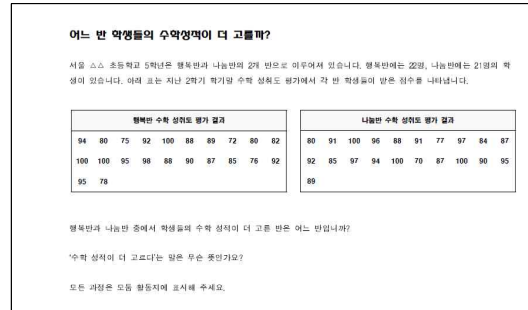 어느 반 학생들의 수학성적이 더 고를까?
서울 △△ 초등학교 5학년은 행복반과 나눔반의 2개 반으로 이루어져 있습니다. 행복반에는 22명, 나눔반에는 21명의 학
생이 있습니다. 아래 표는 지난 2학기 학기말 수학 성취도 평가에서 각 반 학생들이 받은 점수를 나타냅니다.
행복반 수학 성취도 평가 결과
94 80 75 92 100 88 89 72 80 82
100 100 95 98 88 90 87 85 76 92
95 78
나눔반 수학 성취도 평가 결과
80 91 100 96 88 91 77 97 84 87
92 85 97 94 100 70 87 100 90 95
89
행복반과 나눔반 중에서 학생들의 수학 성적이 더 고른 반은 어느 반입니까?
'수학 성적이 더 고르다'는 말은 무슨 뜻인가요?
모든 과정은 모둠 활동지에 표시해 주세요.